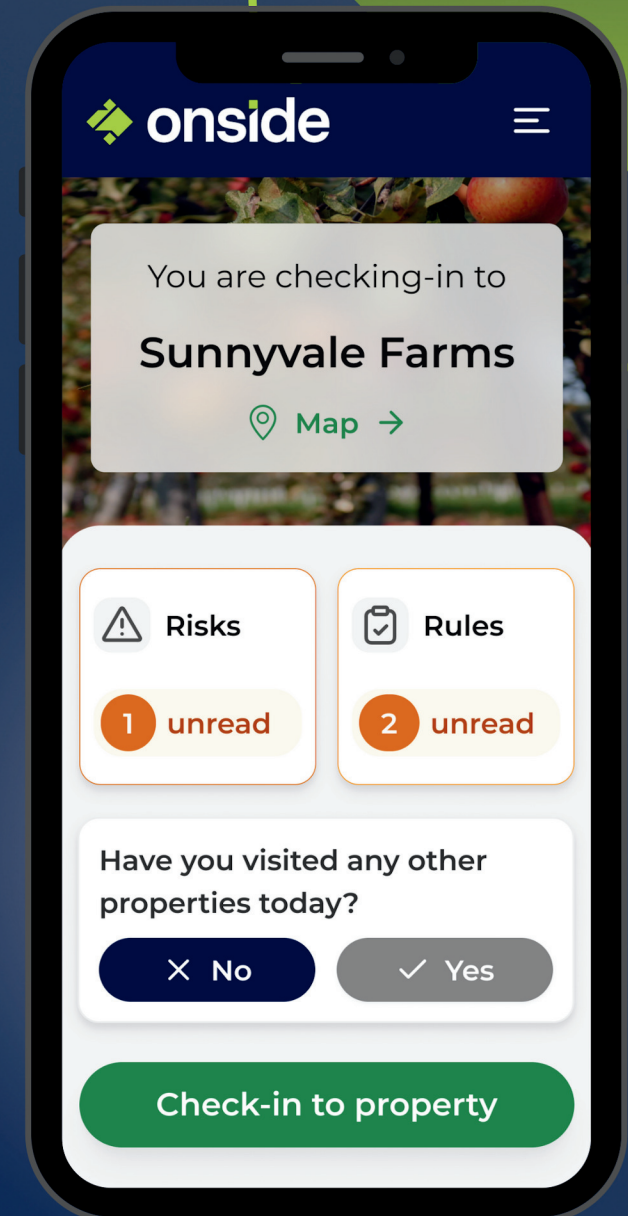 onside
You are checking-in to
Sunnyvale Farms
Map
Risks
1 unread
Rules
2 unread
Have you visited any other
properties today?
No
Yes
Check-in to property